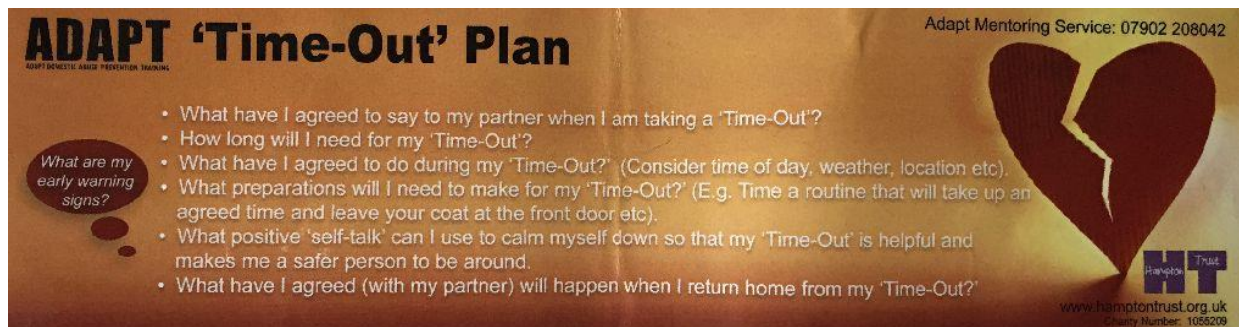 ADAPT 'Time-Out' Plan
ADAPT DOMESTIC ABUSE PREVENTION TRAINING
Adapt Mentoring Service: 07902 208042
• What have I agreed to say to my partner when I am taking a 'Time-Out'?
• How long will I need for my 'Time-Out'?
• What have I agreed to do during my 'Time-Out?' (Consider time of day, weather, location etc).
• What preparations will I need to make for my 'Time-Out?' (E.g. Time a routine that will take up an
agreed time and leave your coat at the front door etc).
• What positive 'self-talk' can I use to calm myself down so that my 'Time-Out' is helpful and
makes me a safer person to be around.
• What have I agreed (with my partner) will happen when I return home from my 'Time-Out?'
What are my
early warning
signs?
Hampton Trust
HT
www.hamptontrust.org.uk
Charity Number: 1055209